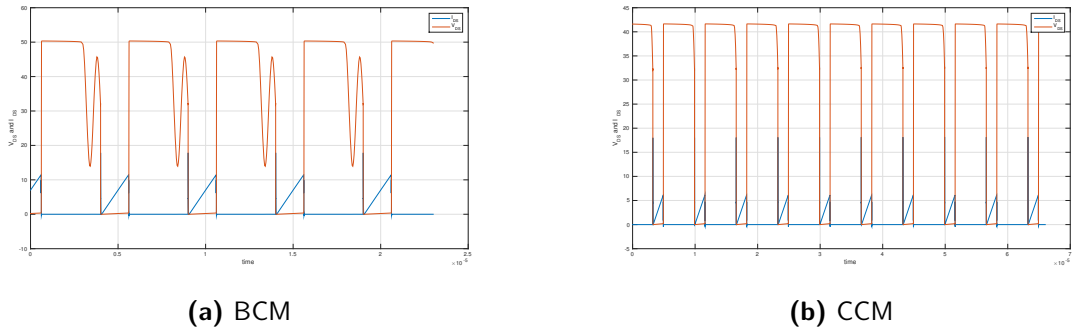 60
50
40
30
20
10
0
-10
V_DS and I_DS
I_DS
V_DS
0 0.5 1 1.5 2 2.5
time
×10^-5
45
40
35
30
25
20
15
10
5
0
-5
V_DS and I_DS
I_DS
V_DS
0 1 2 3 4 5 6 7
time
×10^-6
(a) BCM
(b) CCM